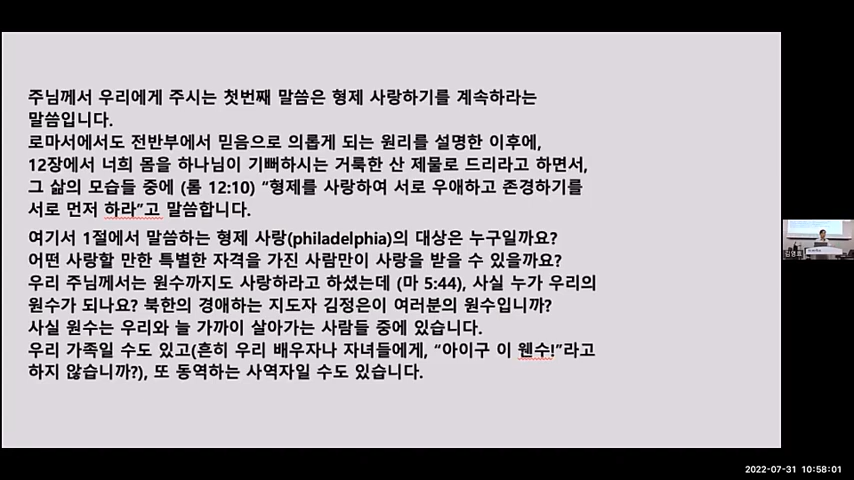 주님께서 우리에게 주시는 첫번째 말씀은 형제 사랑하기를 계속하라는
말씀입니다.
로마서에서도 전반부에서 믿음으로 의롭게 되는 원리를 설명한 이후에,
12장에서 너희 몸을 하나님이 기뻐하시는 거룩한 산 제물로 드리라고 하면서,
그 삶의 모습들 중에 (롬 12:10) “형제를 사랑하여 서로 우애하고 존경하기를
서로 먼저 하라”고 말씀합니다.
여기서 1절에서 말씀하는 형제 사랑(philadelphia)의 대상은 누구일까요?
어떤 사랑할 만한 특별한 자격을 가진 사람만이 사랑을 받을 수 있을까요?
우리 주님께서는 원수까지도 사랑하라고 하셨는데 (마 5:44), 사실 누가 우리의
원수가 되나요? 북한의 경애하는 지도자 김정은이 여러분의 원수입니까?
사실 원수는 우리와 늘 가까이 살아가는 사람들 중에 있습니다.
우리 가족일 수도 있고(흔히 우리 배우자나 자녀들에게, “아이구 이 웬수!”라고
하지 않습니까?), 또 동역하는 사역자일 수도 있습니다.
2022-07-31 10:58:01